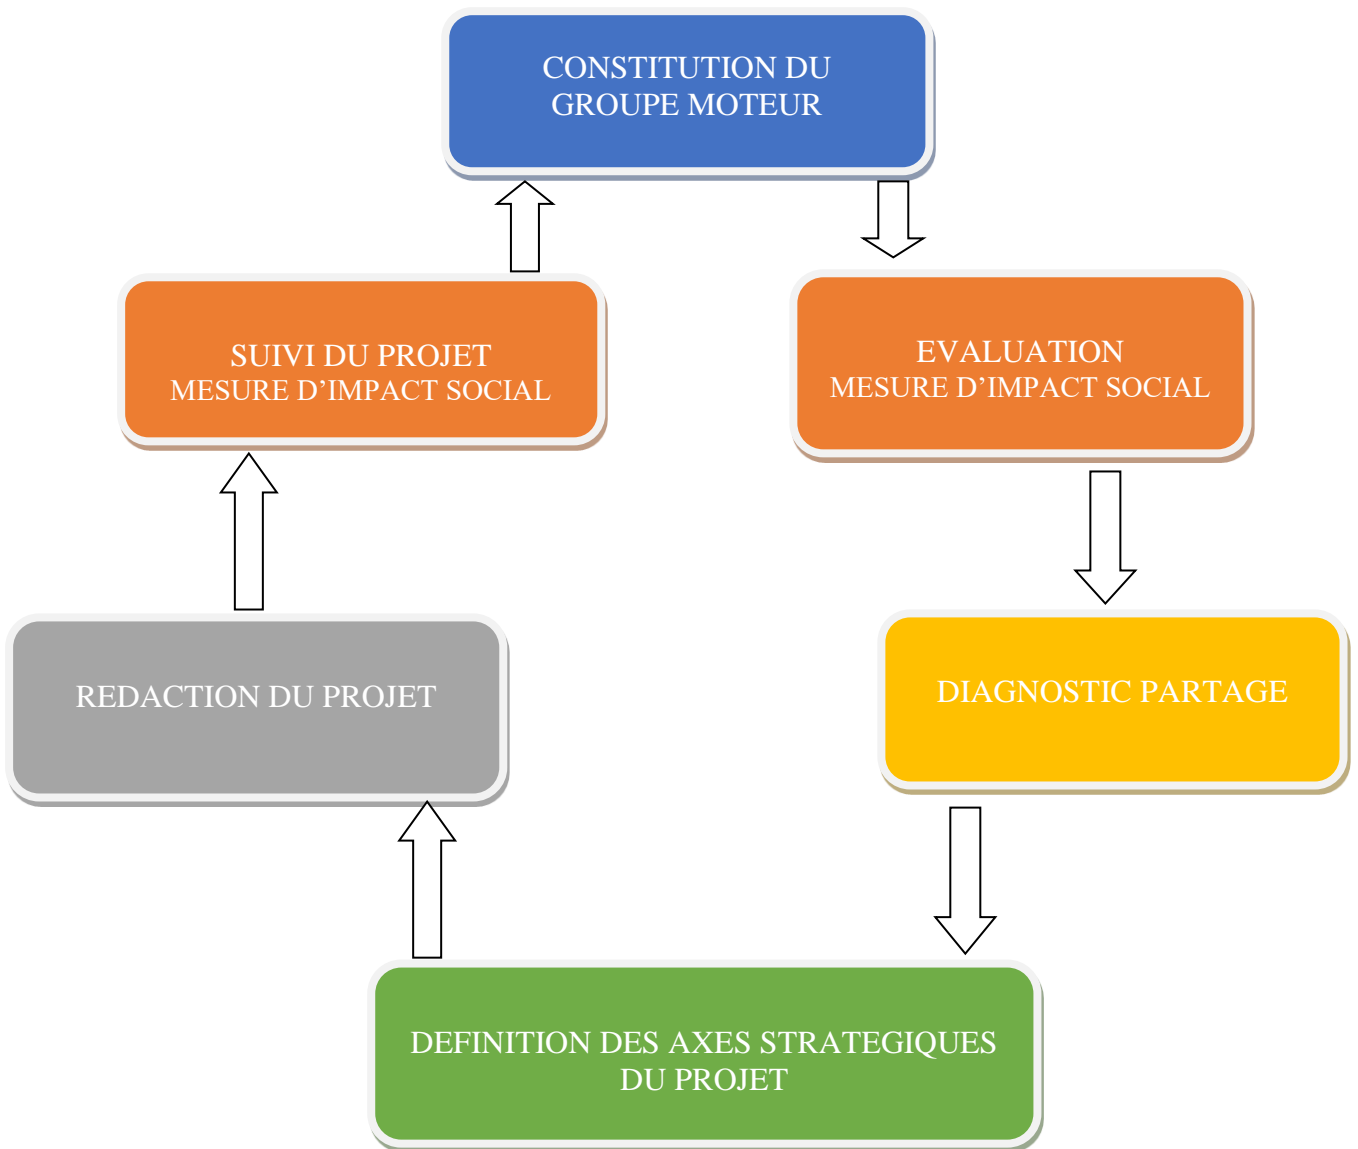 CONSTITUTION DU
GROUPE MOTEUR
SUIVI DU PROJET
MESURE D’IMPACT SOCIAL
EVALUATION
MESURE D’IMPACT SOCIAL
REDACTION DU PROJET
DIAGNOSTIC PARTAGE
DEFINITION DES AXES STRATEGIQUES
DU PROJET